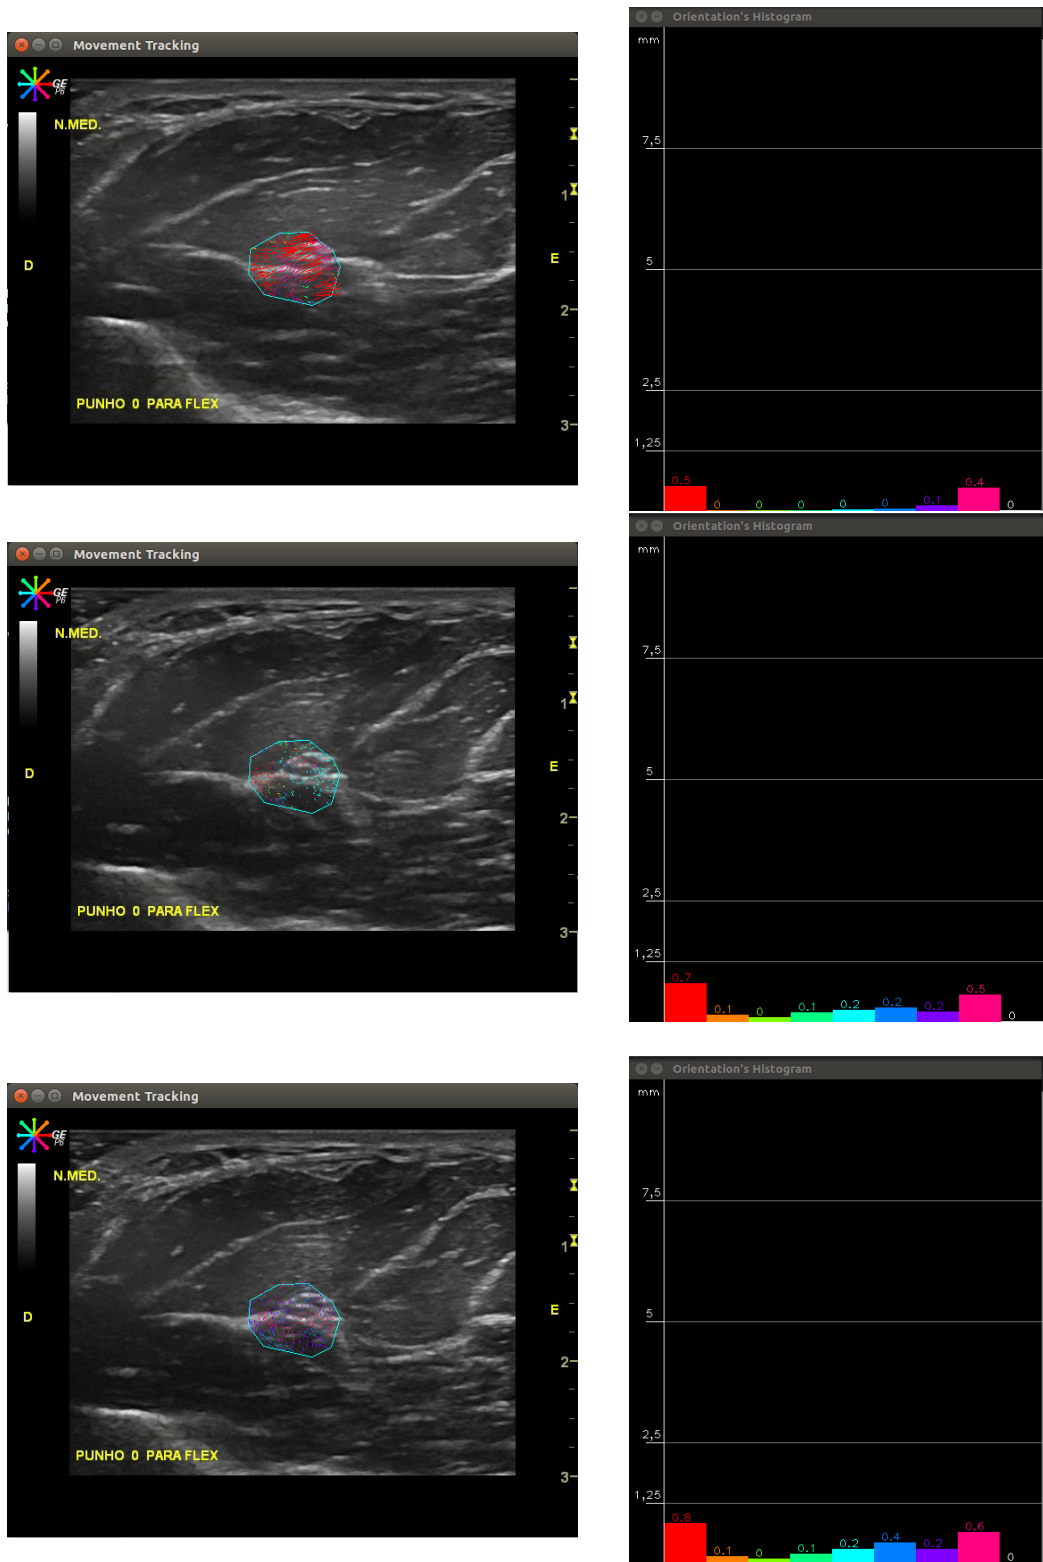 Movement Tracking
GE
P6
N.MED.
1
D
E
2
PUNHO 0 PARA FLEX
3
Orientation's Histogram
mm
7,5
5
2,5
1,25
0.5 0 0 0 0 0 0.1 0.4 0
Movement Tracking
GE
P6
N.MED.
1
D
E
2
PUNHO 0 PARA FLEX
3
Orientation's Histogram
mm
7,5
5
2,5
1,25
0.7 0.1 0 0.1 0.2 0.2 0.2 0.5 0
Movement Tracking
GE
P6
N.MED.
1
D
E
2
PUNHO 0 PARA FLEX
3
Orientation's Histogram
mm
7,5
5
2,5
1,25
0.8 0.1 0 0.1 0.2 0.4 0.2 0.6 0